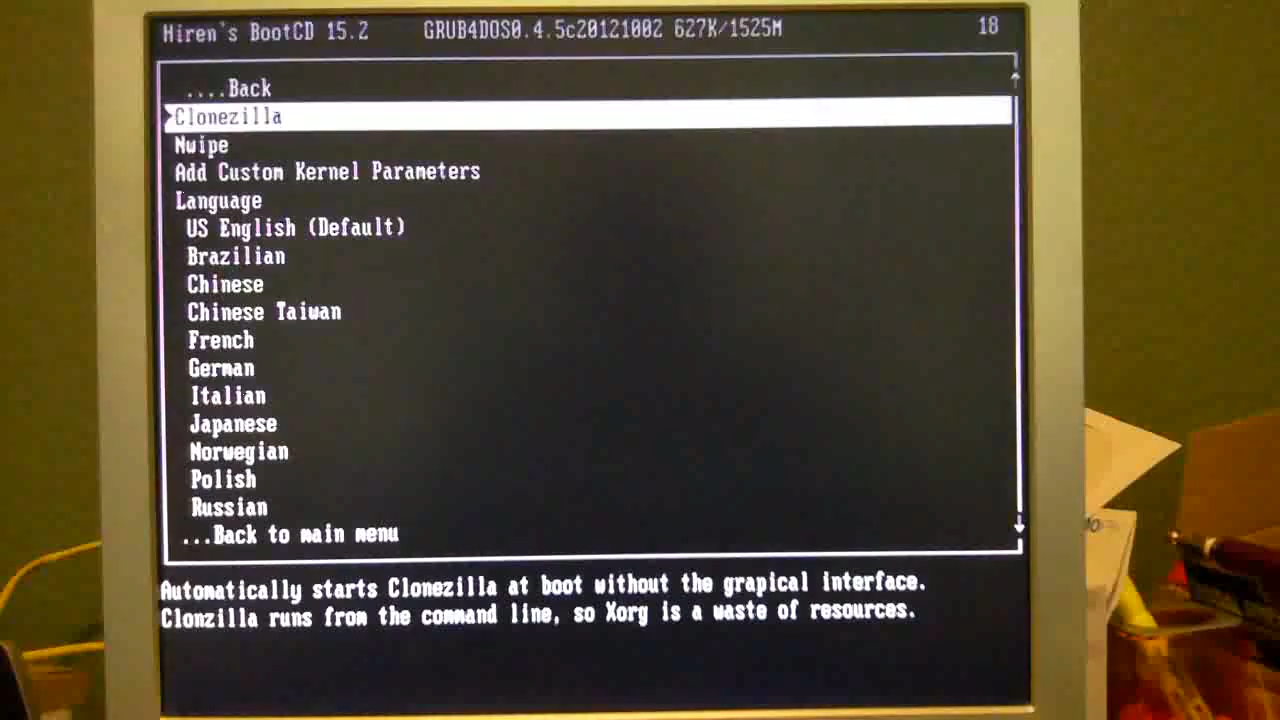 Hiren's BootCD 15.2 GRUB4DOS0.4.5c20121002 627K/1525M 18
....Back
Clonezilla
Nwipe
Add Custom Kernel Parameters
Language
US English (Default)
Brazilian
Chinese
Chinese Taiwan
French
German
Italian
Japanese
Norwegian
Polish
Russian
...Back to main menu
Automatically starts Clonezilla at boot without the grapical interface.
Clonzilla runs from the command line, so Xorg is a waste of resources.